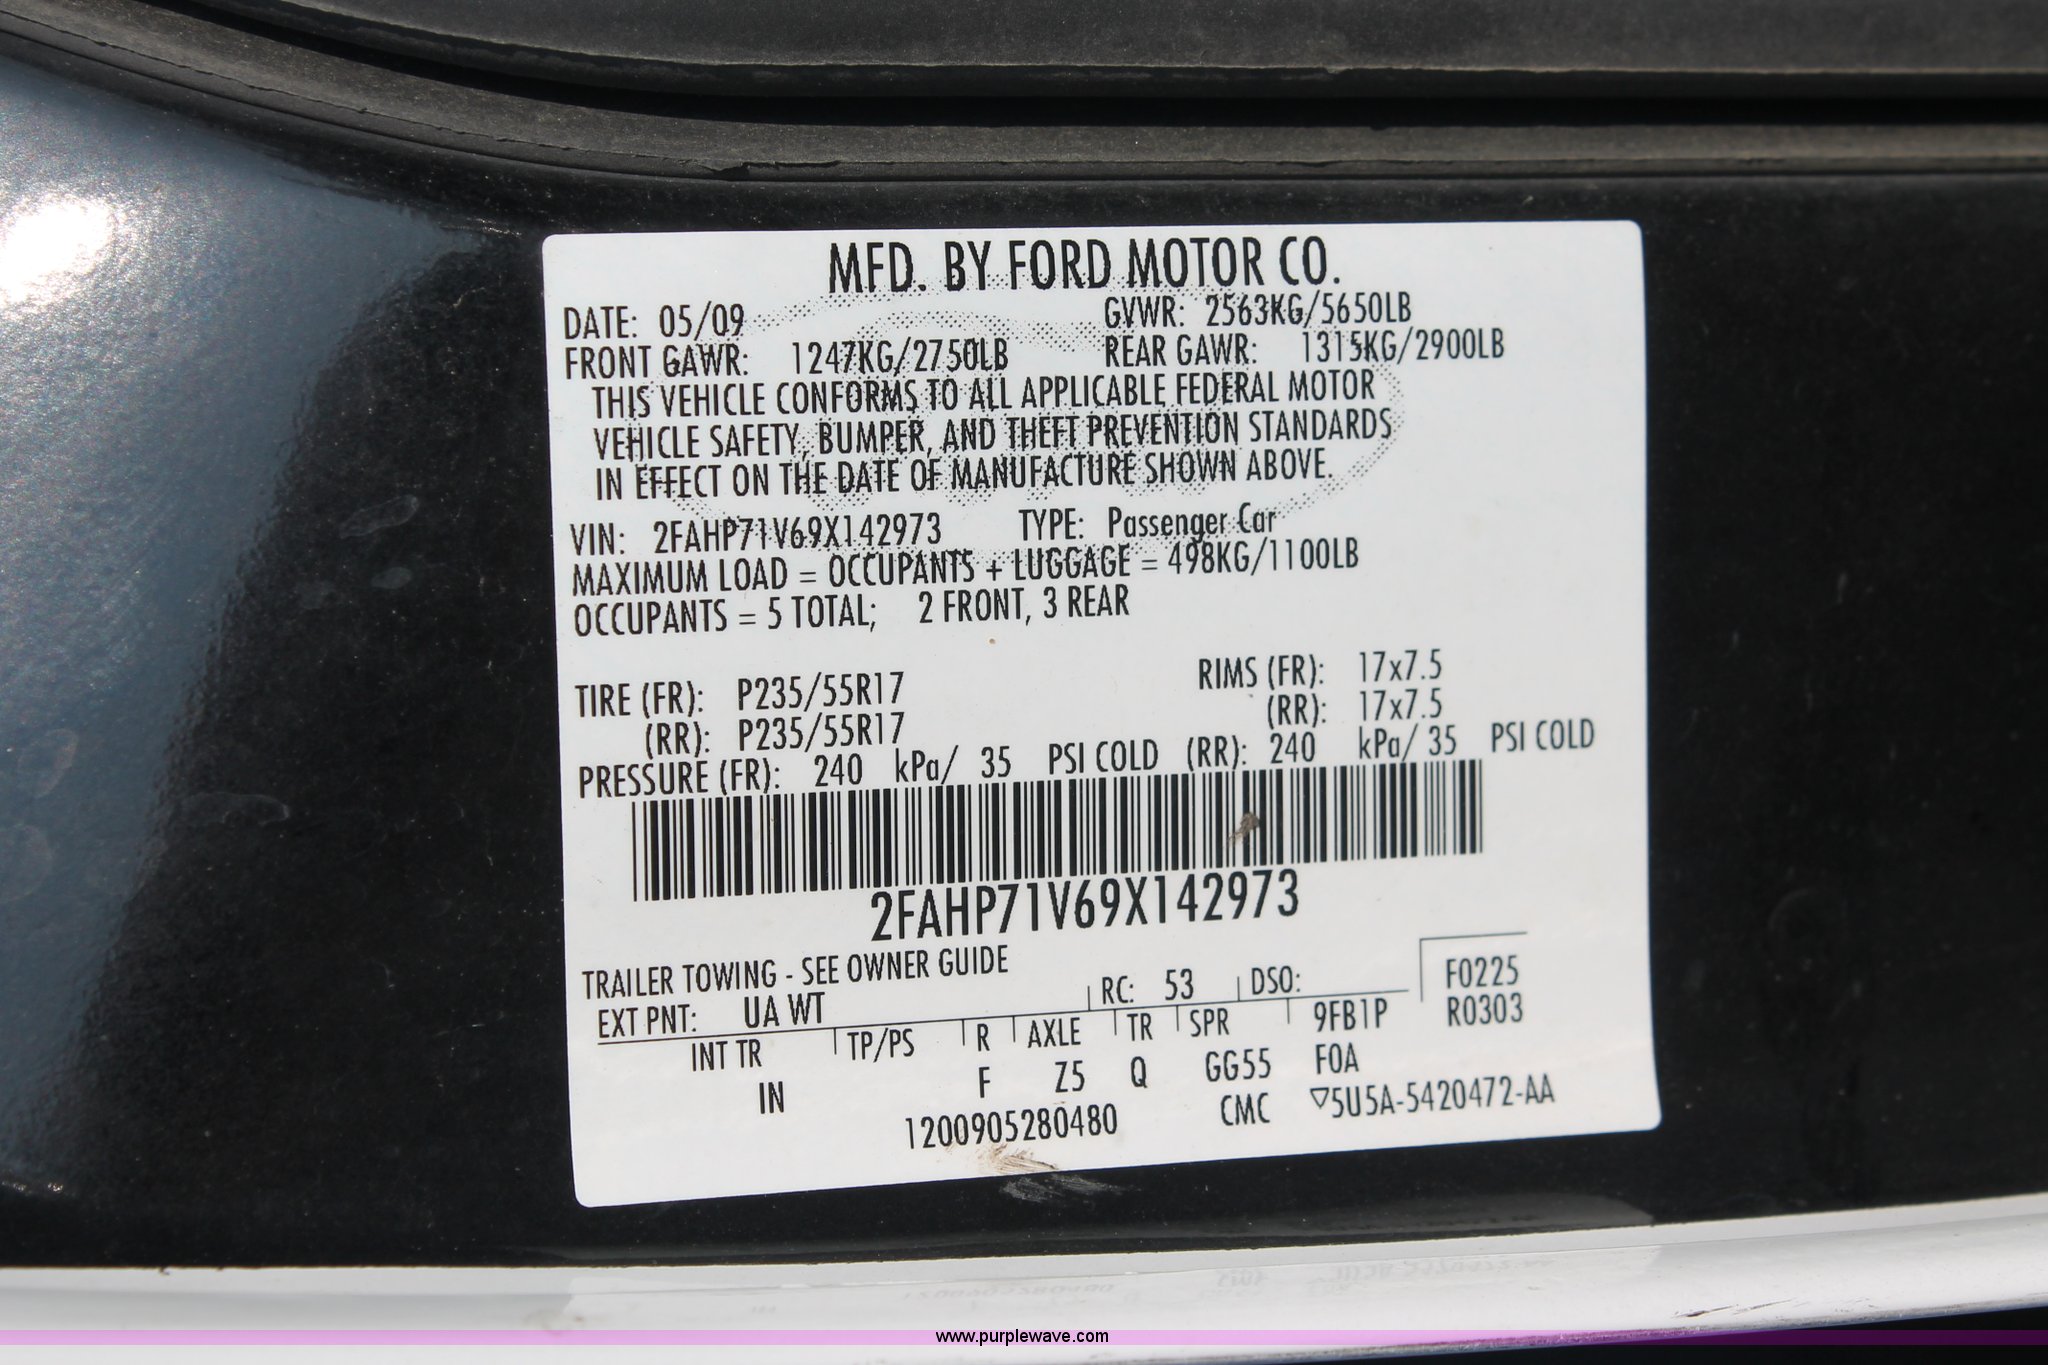 MFD. BY FORD MOTOR CO.
DATE: 05/09 GVWR: 2563KG/5650LB
FRONT GAWR: 1247KG/2750LB REAR GAWR: 1315KG/2900LB
THIS VEHICLE CONFORMS TO ALL APPLICABLE FEDERAL MOTOR
VEHICLE SAFETY, BUMPER, AND THEFT PREVENTION STANDARDS
IN EFFECT ON THE DATE OF MANUFACTURE SHOWN ABOVE.
VIN: 2FAHP71V69X142973 TYPE: Passenger Car
MAXIMUM LOAD = OCCUPANTS + LUGGAGE = 498KG/1100LB
OCCUPANTS = 5 TOTAL; 2 FRONT, 3 REAR
TIRE (FR): P235/55R17 RIMS (FR): 17x7.5
(RR): P235/55R17 (RR): 17x7.5
PRESSURE (FR): 240 kPa/ 35 PSI COLD (RR): 240 kPa/ 35 PSI COLD
2FAHP71V69X142973
TRAILER TOWING - SEE OWNER GUIDE F0225
EXT PNT: UA WT RC: 53 DSO: R0303
INT TR TP/PS R AXLE TR SPR 9FB1P
IN F Z5 Q GG55 FOA
1200905280480 CMC ▽5U5A-5420472-AA
www.purplewave.com